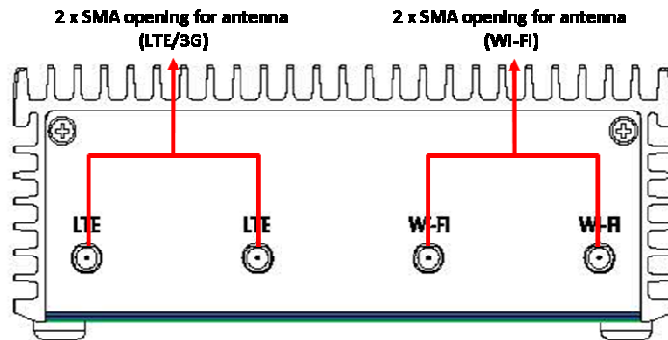 2 x SMA opening for antenna
(LTE/3G)
2 x SMA opening for antenna
(WI-FI)
LTE
LTE
WI-FI
WI-FI